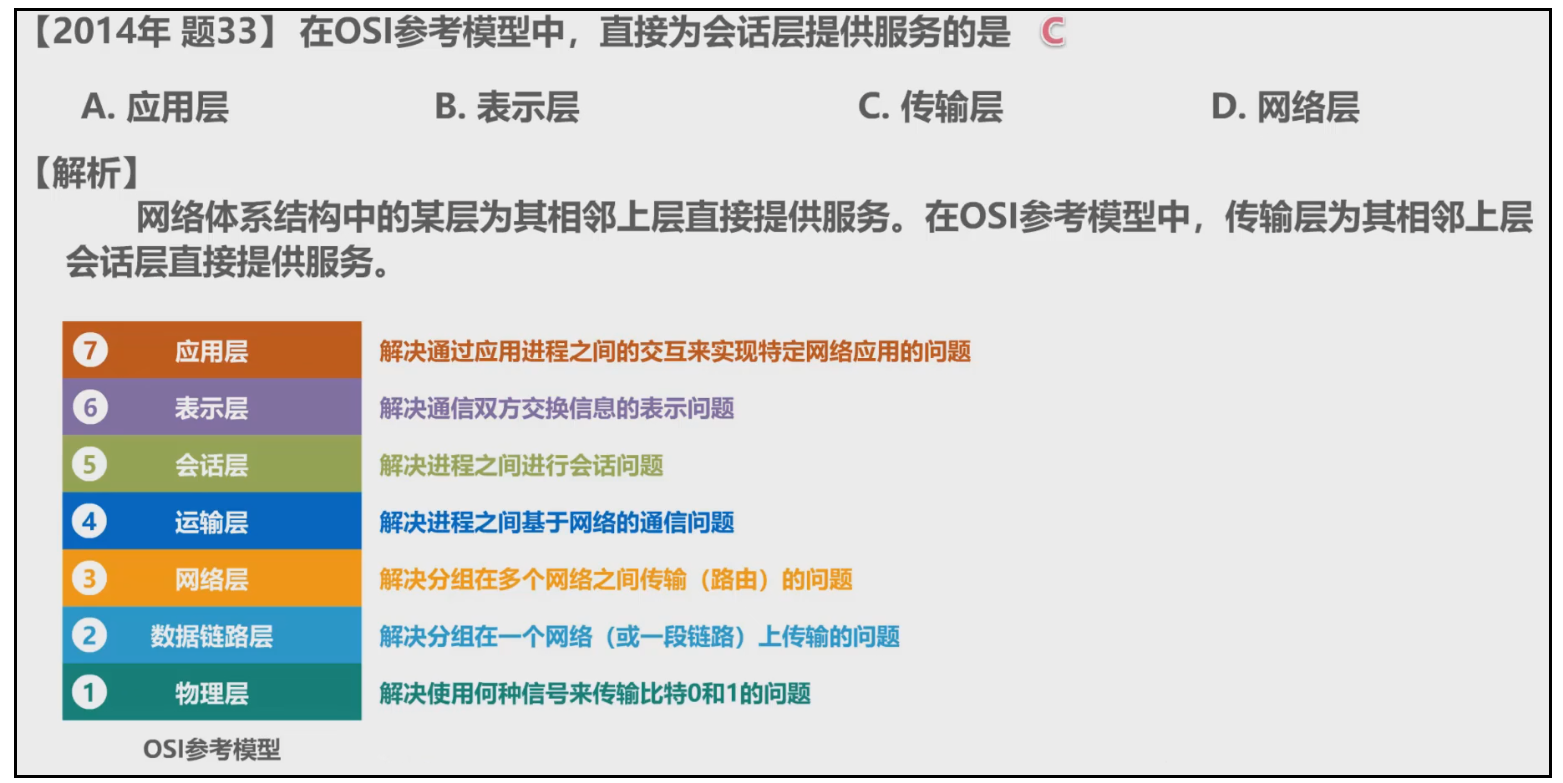 【2014年 题33】 在OSI参考模型中，直接为会话层提供服务的是 C
A. 应用层 B. 表示层 C. 传输层 D. 网络层
【解析】
网络体系结构中的某层为其相邻上层直接提供服务。在OSI参考模型中，传输层为其相邻上层
会话层直接提供服务。
7 应用层 解决通过应用进程之间的交互来实现特定网络应用的问题
6 表示层 解决通信双方交换信息的表示问题
5 会话层 解决进程之间进行会话问题
4 运输层 解决进程之间基于网络的通信问题
3 网络层 解决分组在多个网络之间传输（路由）的问题
2 数据链路层 解决分组在一个网络（或一段链路）上传输的问题
1 物理层 解决使用何种信号来传输比特0和1的问题
OSI参考模型